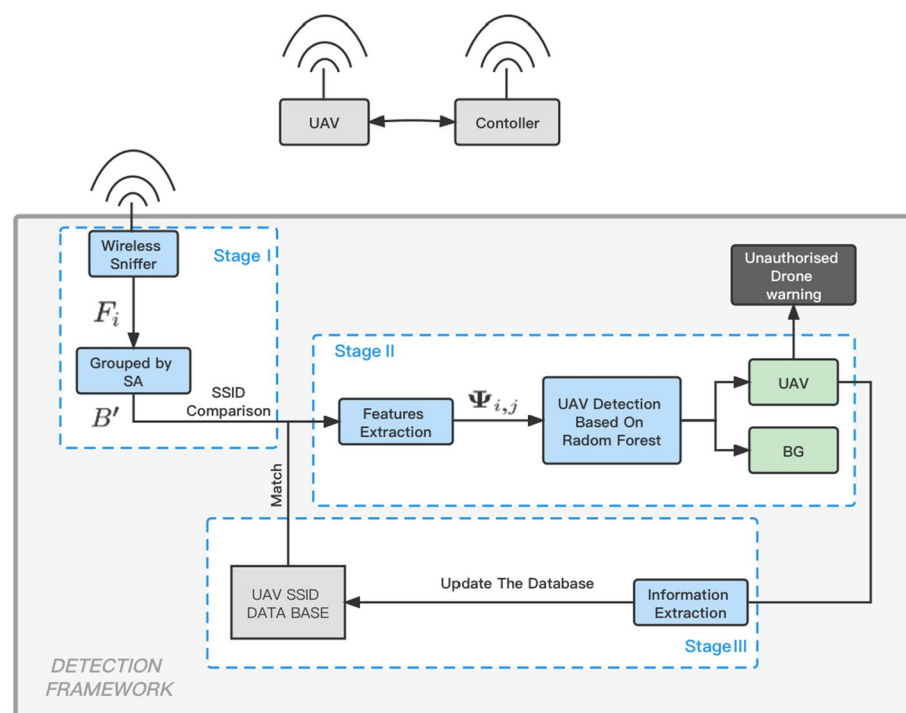 UAV
Contoller
Wireless
Sniffer
Stage I
F_i
Grouped by
SA
B′
SSID
Comparison
Unauthorised
Drone
warning
Stage II
Features
Extraction
Ψ_{i,j}
UAV Detection
Based On
Radom Forest
UAV
BG
Match
UAV SSID
DATA BASE
Update The Database
Information
Extraction
Stage III
DETECTION
FRAMEWORK